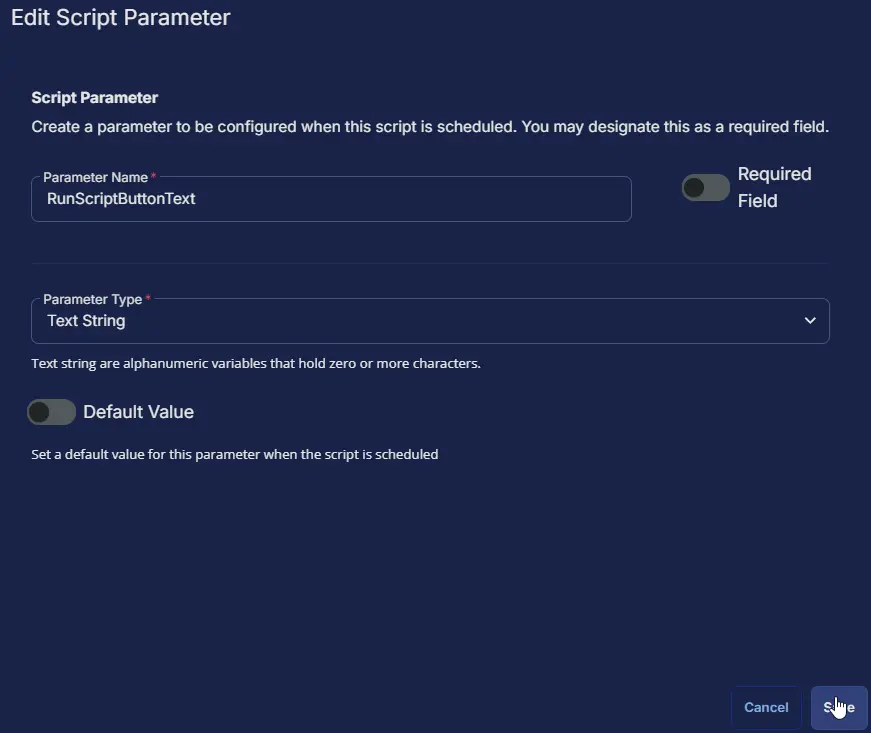 Edit Script Parameter
Script Parameter
Create a parameter to be configured when this script is scheduled. You may designate this as a required field.
Parameter Name *
RunScriptButtonText
Required
Field
Parameter Type *
Text String
Text string are alphanumeric variables that hold zero or more characters.
Default Value
Set a default value for this parameter when the script is scheduled
Cancel